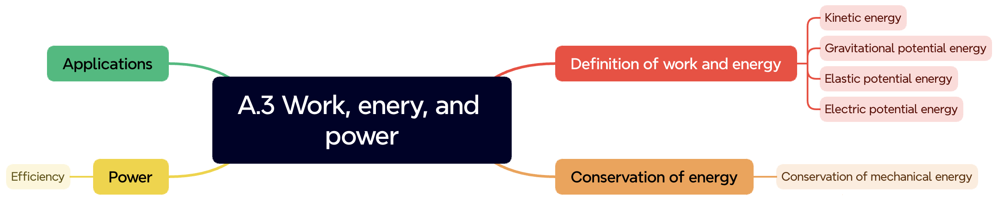 Applications
Efficiency
Power
A.3 Work, enery, and
power
Definition of work and energy
Kinetic energy
Gravitational potential energy
Elastic potential energy
Electric potential energy
Conservation of energy
Conservation of mechanical energy